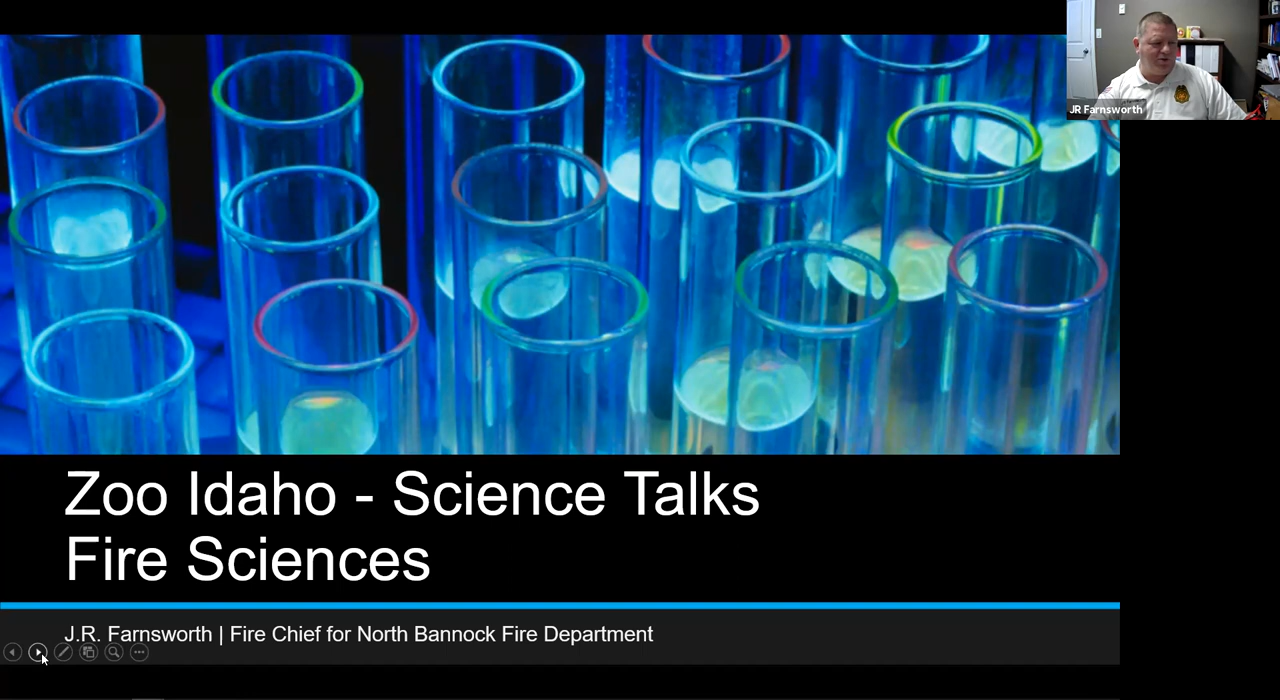 JR Farnsworth
Zoo Idaho - Science Talks
Fire Sciences
J.R. Farnsworth | Fire Chief for North Bannock Fire Department